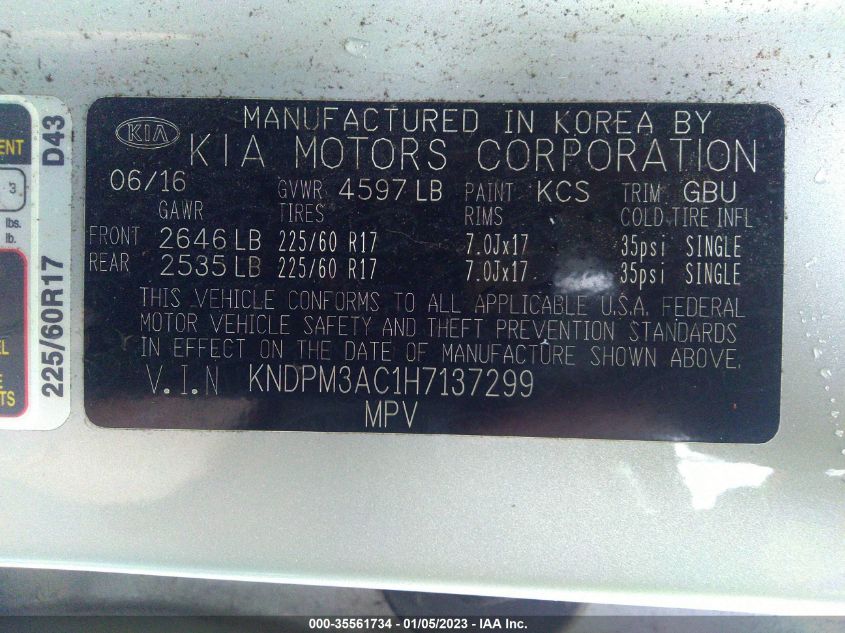 MANUFACTURED IN KOREA BY
KIA
KIA MOTORS CORPORATION
06/16 GVWR 4597 LB PAINT KCS TRIM GBU
GAWR TIRES RIMS COLD TIRE INFL
FRONT 2646 LB 225/60 R17 7.0Jx17 35psi SINGLE
REAR 2535 LB 225/60 R17 7.0Jx17 35psi SINGLE
THIS VEHICLE CONFORMS TO ALL APPLICABLE U.S.A. FEDERAL
MOTOR VEHICLE SAFETY AND THEFT PREVENTION STANDARDS
IN EFFECT ON THE DATE OF MANUFACTURE SHOWN ABOVE.
V.I.N KNDPM3AC1H7137299
MPV
3
lbs.
lb.
225/60R17 D43
000-35561734 — 01/05/2023 — IAA Inc.